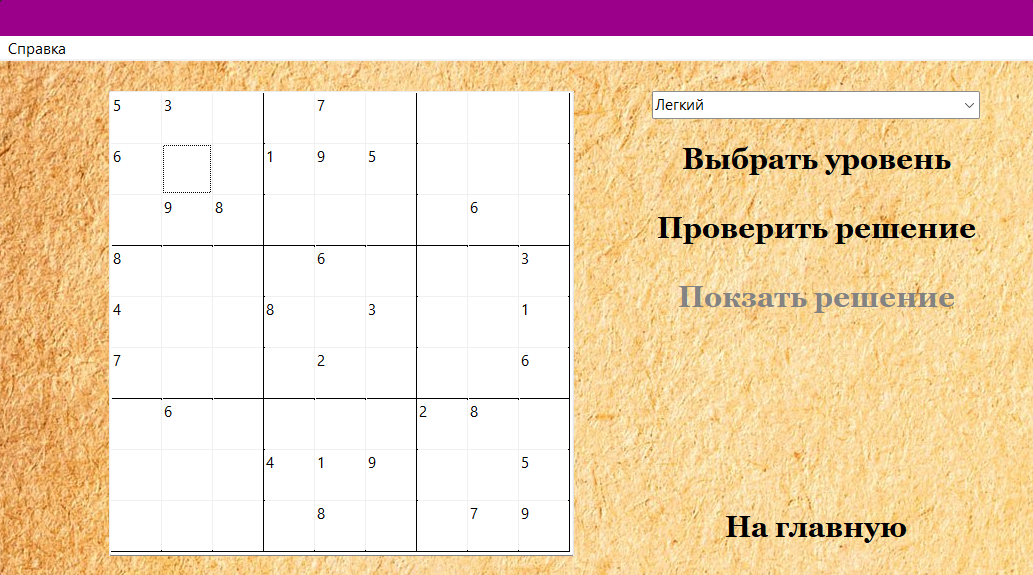 Справка
5 3 7
6 1 9 5
9 8 6
8 6 3
4 8 3 1
7 2 6
6 2 8
4 1 9 5
8 7 9
Легкий
Выбрать уровень
Проверить решение
Покзать решение
На главную